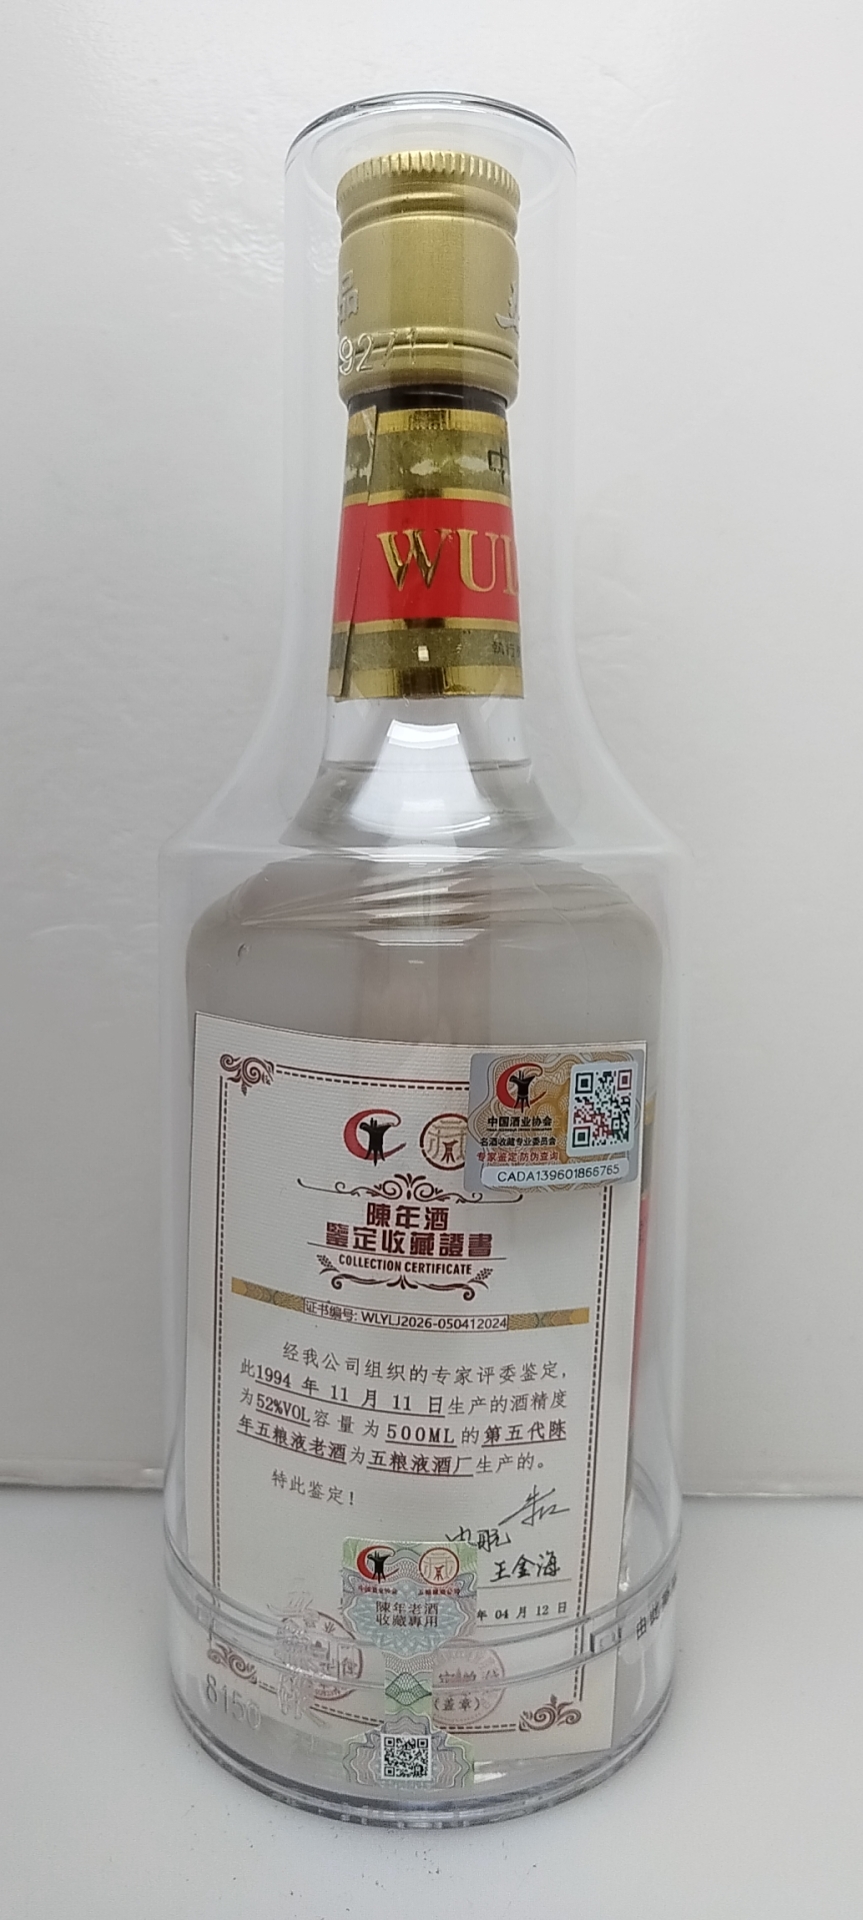 品
五
9271
中
WUL
執行
中国酒业协会
名酒收藏专业委员会
专家鉴定防伪查询
CADA139601866765
陳年酒
鑒定收藏證書
COLLECTION CERTIFICATE
证书编号: WLYLJ2026-050412024
经我公司组织的专家评委鉴定,
此1994 年 11 月 11 日生产的酒精度
为52%VOL容量为500ML的第五代陈
年五粮液老酒为五粮液酒厂生产的。
特此鉴定!
王金海
年 04 月 12 日
陳年老酒
收藏專用
(盖章)
8150